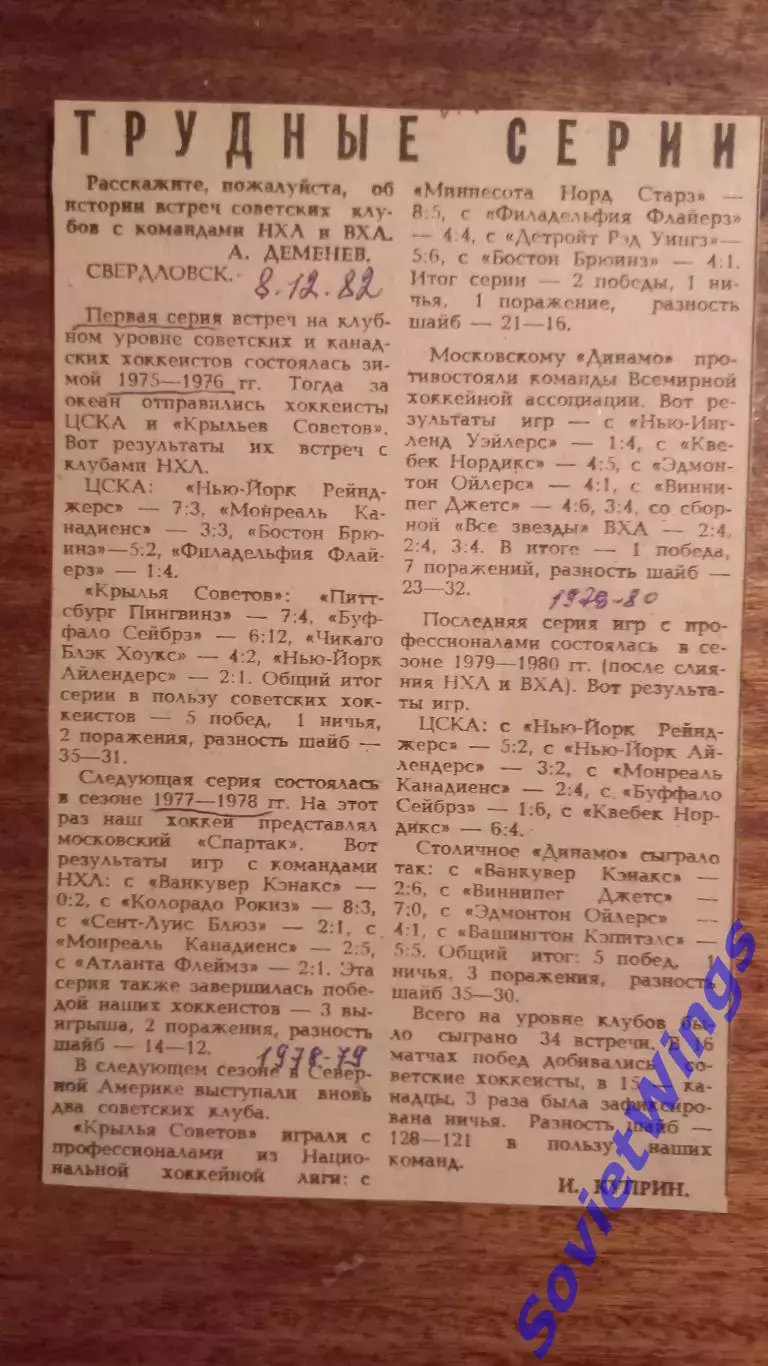 ТРУДНЫЕ СЕРИИ
Расскажите, пожалуйста, об
истории встреч советских клу-
бов с командами НХЛ и ВХА.
А. ДЕМЕНЕВ.
СВЕРДЛОВСК.
8.12.82
Первая серия встреч на клуб-
ном уровне советских и канад-
ских хоккеистов состоялась зи-
мой 1975—1976 гг. Тогда за
океан отправились хоккеисты
ЦСКА и «Крыльев Советов».
Вот результаты их встреч с
клубами НХЛ.
ЦСКА: «Нью-Йорк Рейнд-
жерс» — 7:3, «Монреаль Ка-
надиенс» — 3:3, «Бостон Брю-
инз»—5:2, «Филадельфия Флай-
ерз» — 1:4.
«Крылья Советов»: «Питт-
сбург Пингвинз» — 7:4, «Буф-
фало Сейбрз» — 6:12, «Чикаго
Блэк Хоукс» — 4:2, «Нью-Йорк
Айлендерс» — 2:1. Общий итог
серии в пользу советских хок-
кеистов — 5 побед, 1 ничья,
2 поражения, разность шайб —
35—31.
Следующая серия состоялась
в сезоне 1977—1978 гг. На этот
раз наш хоккей представлял
московский «Спартак». Вот
результаты игр с командами
НХЛ: с «Ванкувер Кэнакс» —
0:2, с «Колорадо Рокиз» — 8:3,
с «Сент-Луис Блюз» — 2:1, с
«Монреаль Канадиенс» — 2:5,
с «Атланта Флеймз» — 2:1. Эта
серия также завершилась побе-
дой наших хоккеистов — 3 вы-
игрыша, 2 поражения, разность
шайб — 14—12.
1978-79
В следующем сезоне в Север-
ной Америке выступали вновь
два советских клуба.
«Крылья Советов» играли с
профессионалами из Нацио-
нальной хоккейной лиги: с
«Миннесота Норд Старз» —
8:5, с «Филадельфия Флайерз»
— 4:4, с «Детройт Рэд Уингз»—
5:6, с «Бостон Брюинз» — 4:1.
Итог серии — 2 победы, 1 ни-
чья, 1 поражение, разность
шайб — 21—16.
Московскому «Динамо» про-
тивостояли команды Всемирной
хоккейной ассоциации. Вот ре-
зультаты игр — с «Нью-Инг-
ленд Уэйлерс» — 1:4, с «Кве-
бек Нордикс» — 4:5, с «Эдмон-
тон Ойлерс» — 4:1, с «Винни-
пег Джетс» — 4:6, 3:4, со сбор-
ной «Все звезды» ВХА — 2:4,
2:4, 3:4. В итоге — 1 победа,
7 поражений, разность шайб —
23—32.
1979-80
Последняя серия игр с про-
фессионалами состоялась в се-
зоне 1979—1980 гг. (после слия-
ния НХЛ и ВХА). Вот результа-
ты игр.
ЦСКА: с «Нью-Йорк Рейнд-
жерс» — 5:2, с «Нью-Йорк Ай-
лендерс» — 3:2, с «Монреаль
Канадиенс» — 2:4, с «Буффало
Сейбрз» — 1:6, с «Квебек Нор-
дикс» — 6:4.
Столичное «Динамо» сыграло
так: с «Ванкувер Кэнакс» —
2:6, с «Виннипег Джетс» —
7:0, с «Эдмонтон Ойлерс» —
4:1, с «Вашингтон Кэпитэлс» —
5:5. Общий итог: 5 побед, 1
ничья, 3 поражения, разность
шайб 35—30.
Всего на уровне клубов бы-
ло сыграно 34 встречи. В 16
матчах побед добивались со-
ветские хоккеисты, в 15 — ка-
надцы, 3 раза была зафиксиро-
вана ничья. Разность шайб —
128—121 в пользу наших
команд.
И. КУПРИН.
SovietWings